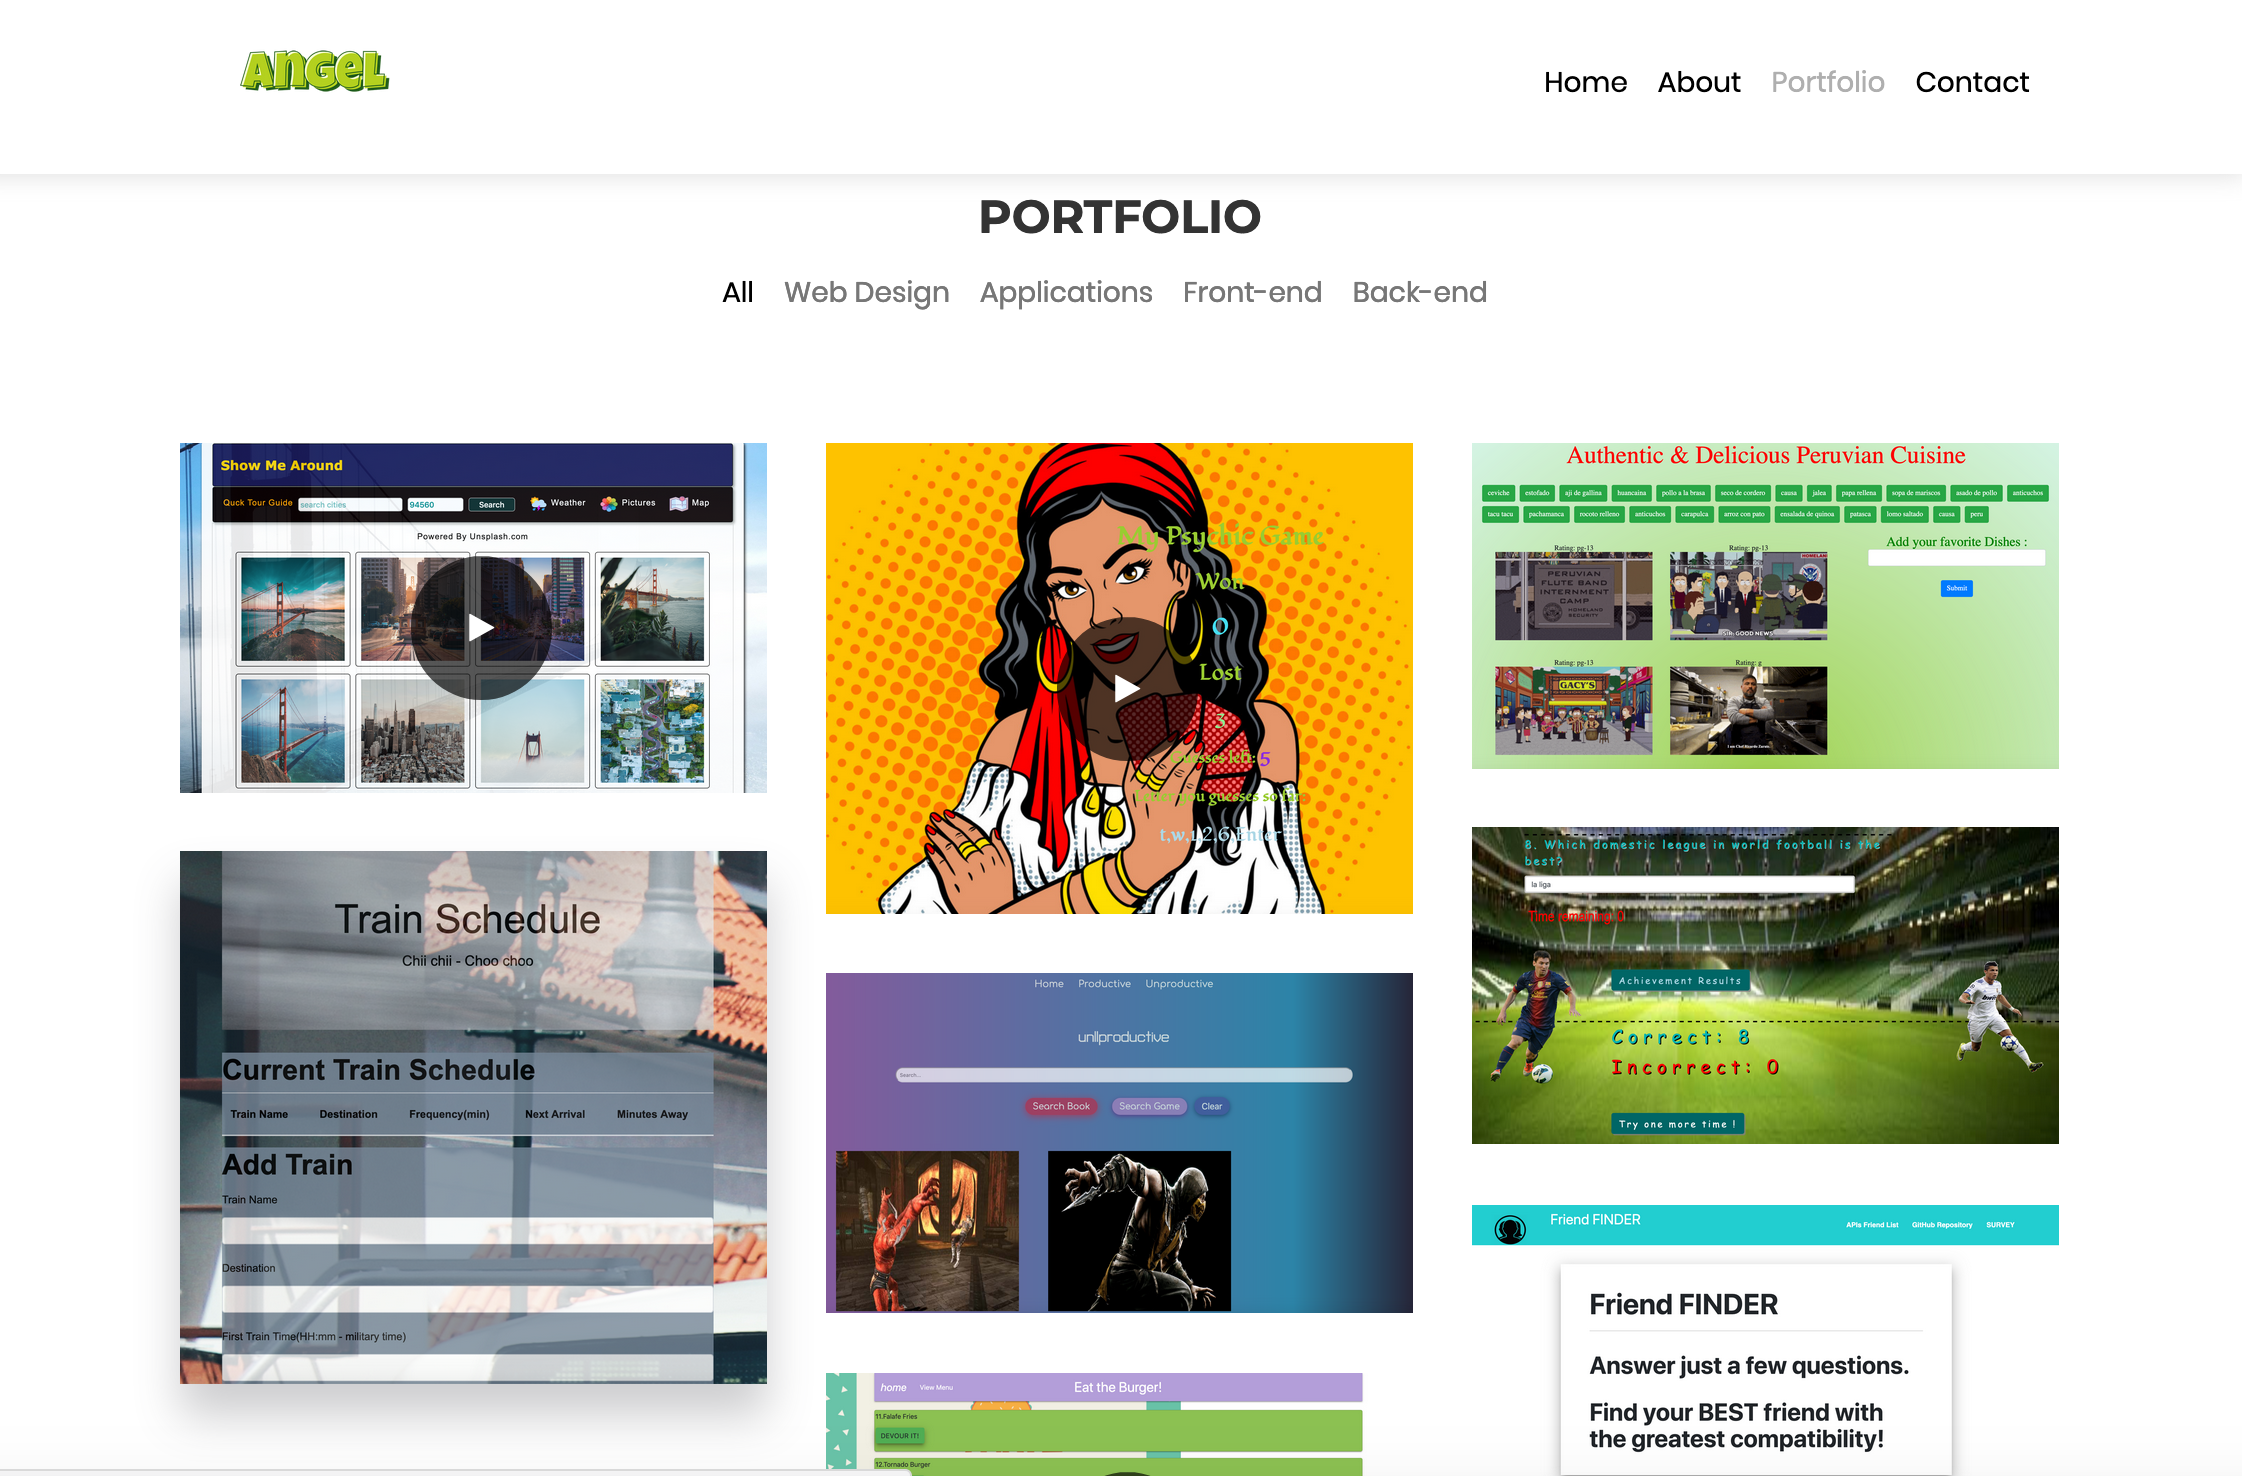 ANGEL
Home About Portfolio Contact
PORTFOLIO
All Web Design Applications Front-end Back-end
Show Me Around
Quck Tour Guide search cities 94560 Search Weather Pictures Map
Powered By Unsplash.com
Train Schedule
Chii chii - Choo choo
Current Train Schedule
Train Name Destination Frequency(min) Next Arrival Minutes Away
Add Train
Train Name
Destination
First Train Time(HH:mm - military time)
My Psychic Game
Won
0
Lost
3
Guesses left: 5
Letter you guesses so far:
t,w,1,2,6,Enter
Home Productive Unproductive
unllproductive
Search...
Search Book Search Game Clear
home View Menu Eat the Burger!
11.Falafe Fries
DEVOUR IT!
12.Tornado Burger
Authentic & Delicious Peruvian Cuisine
ceviche estofado aji de gallina huancaina pollo a la brasa seco de cordero causa jalea papa rellena sopa de mariscos asado de pollo anticuchos
tacu tacu pachamanca rocoto relleno anticuchos carapulca arroz con pato ensalada de quinoa patasca lomo saltado causa peru
Rating: pg-13 Rating: pg-13
Add your favorite Dishes :
Submit
PERUVIAN
FLUTE BAND
INTERNMENT
CAMP
HOMELAND
SECURITY
SIR, GOOD NEWS
Rating: pg-13 Rating: g
GACY'S
8. Which domestic league in world football is the
best?
la liga
Time remaining: 0
Achievement Results
Correct: 8
Incorrect: 0
Try one more time !
Friend FINDER APIs Friend List GitHub Repository SURVEY
Friend FINDER
Answer just a few questions.
Find your BEST friend with
the greatest compatibility!